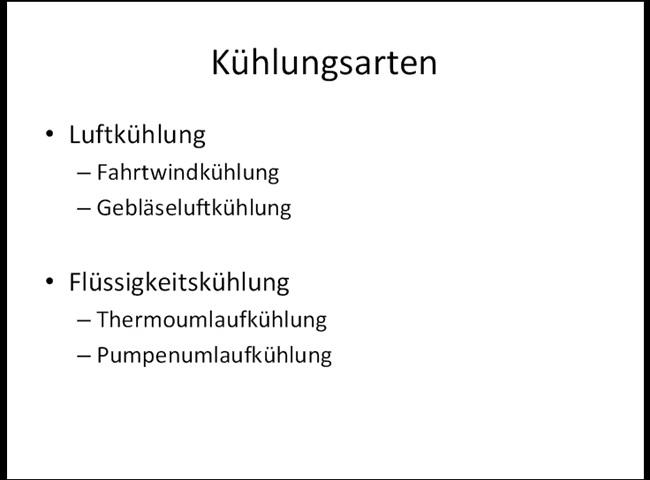 Kühlungsarten
• Luftkühlung
– Fahrtwindkühlung
– Gebläseluftkühlung
• Flüssigkeitskühlung
– Thermoumlaufkühlung
– Pumpenumlaufkühlung